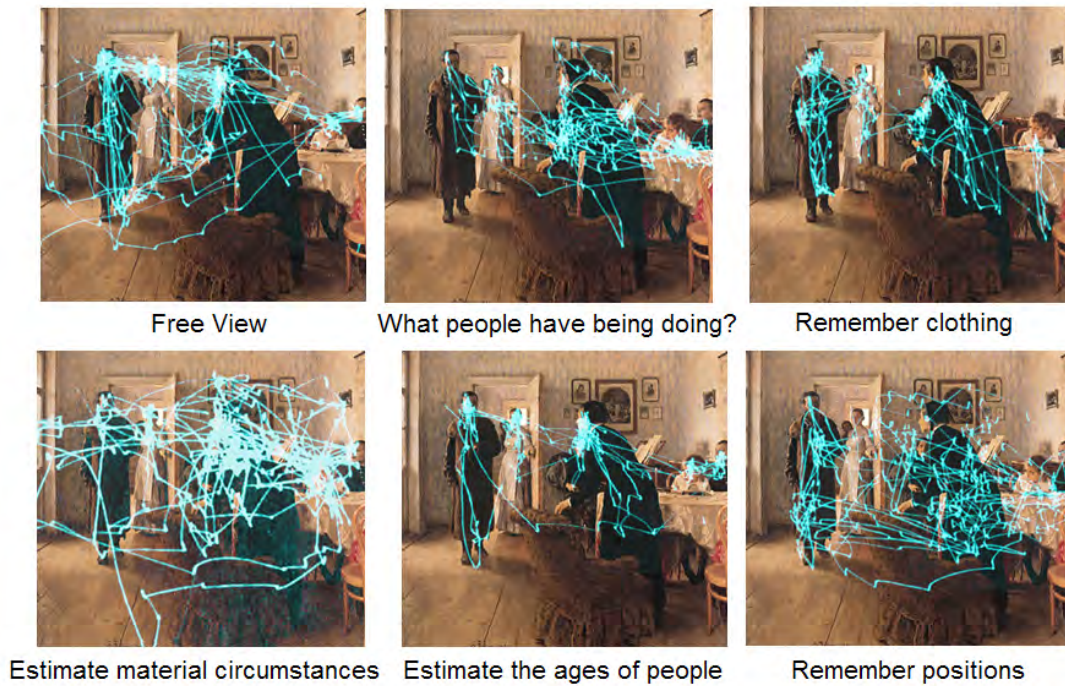 Free View
What people have being doing?
Remember clothing
Estimate material circumstances
Estimate the ages of people
Remember positions